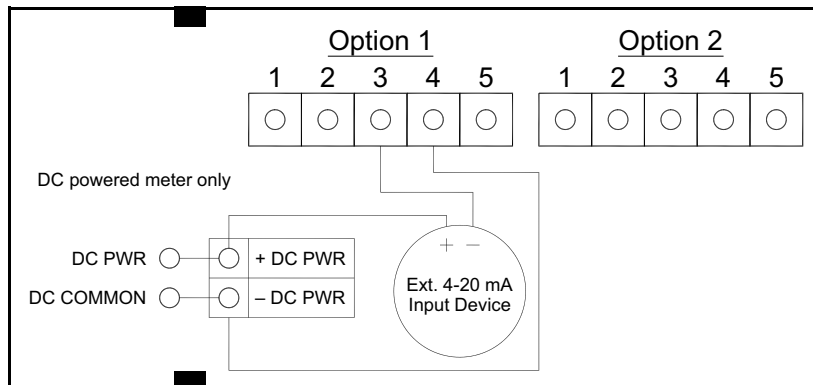 Option 1
Option 2
1 2 3 4 5
1 2 3 4 5
DC powered meter only
DC PWR
+ DC PWR
DC COMMON
– DC PWR
+ –
Ext. 4-20 mA
Input Device